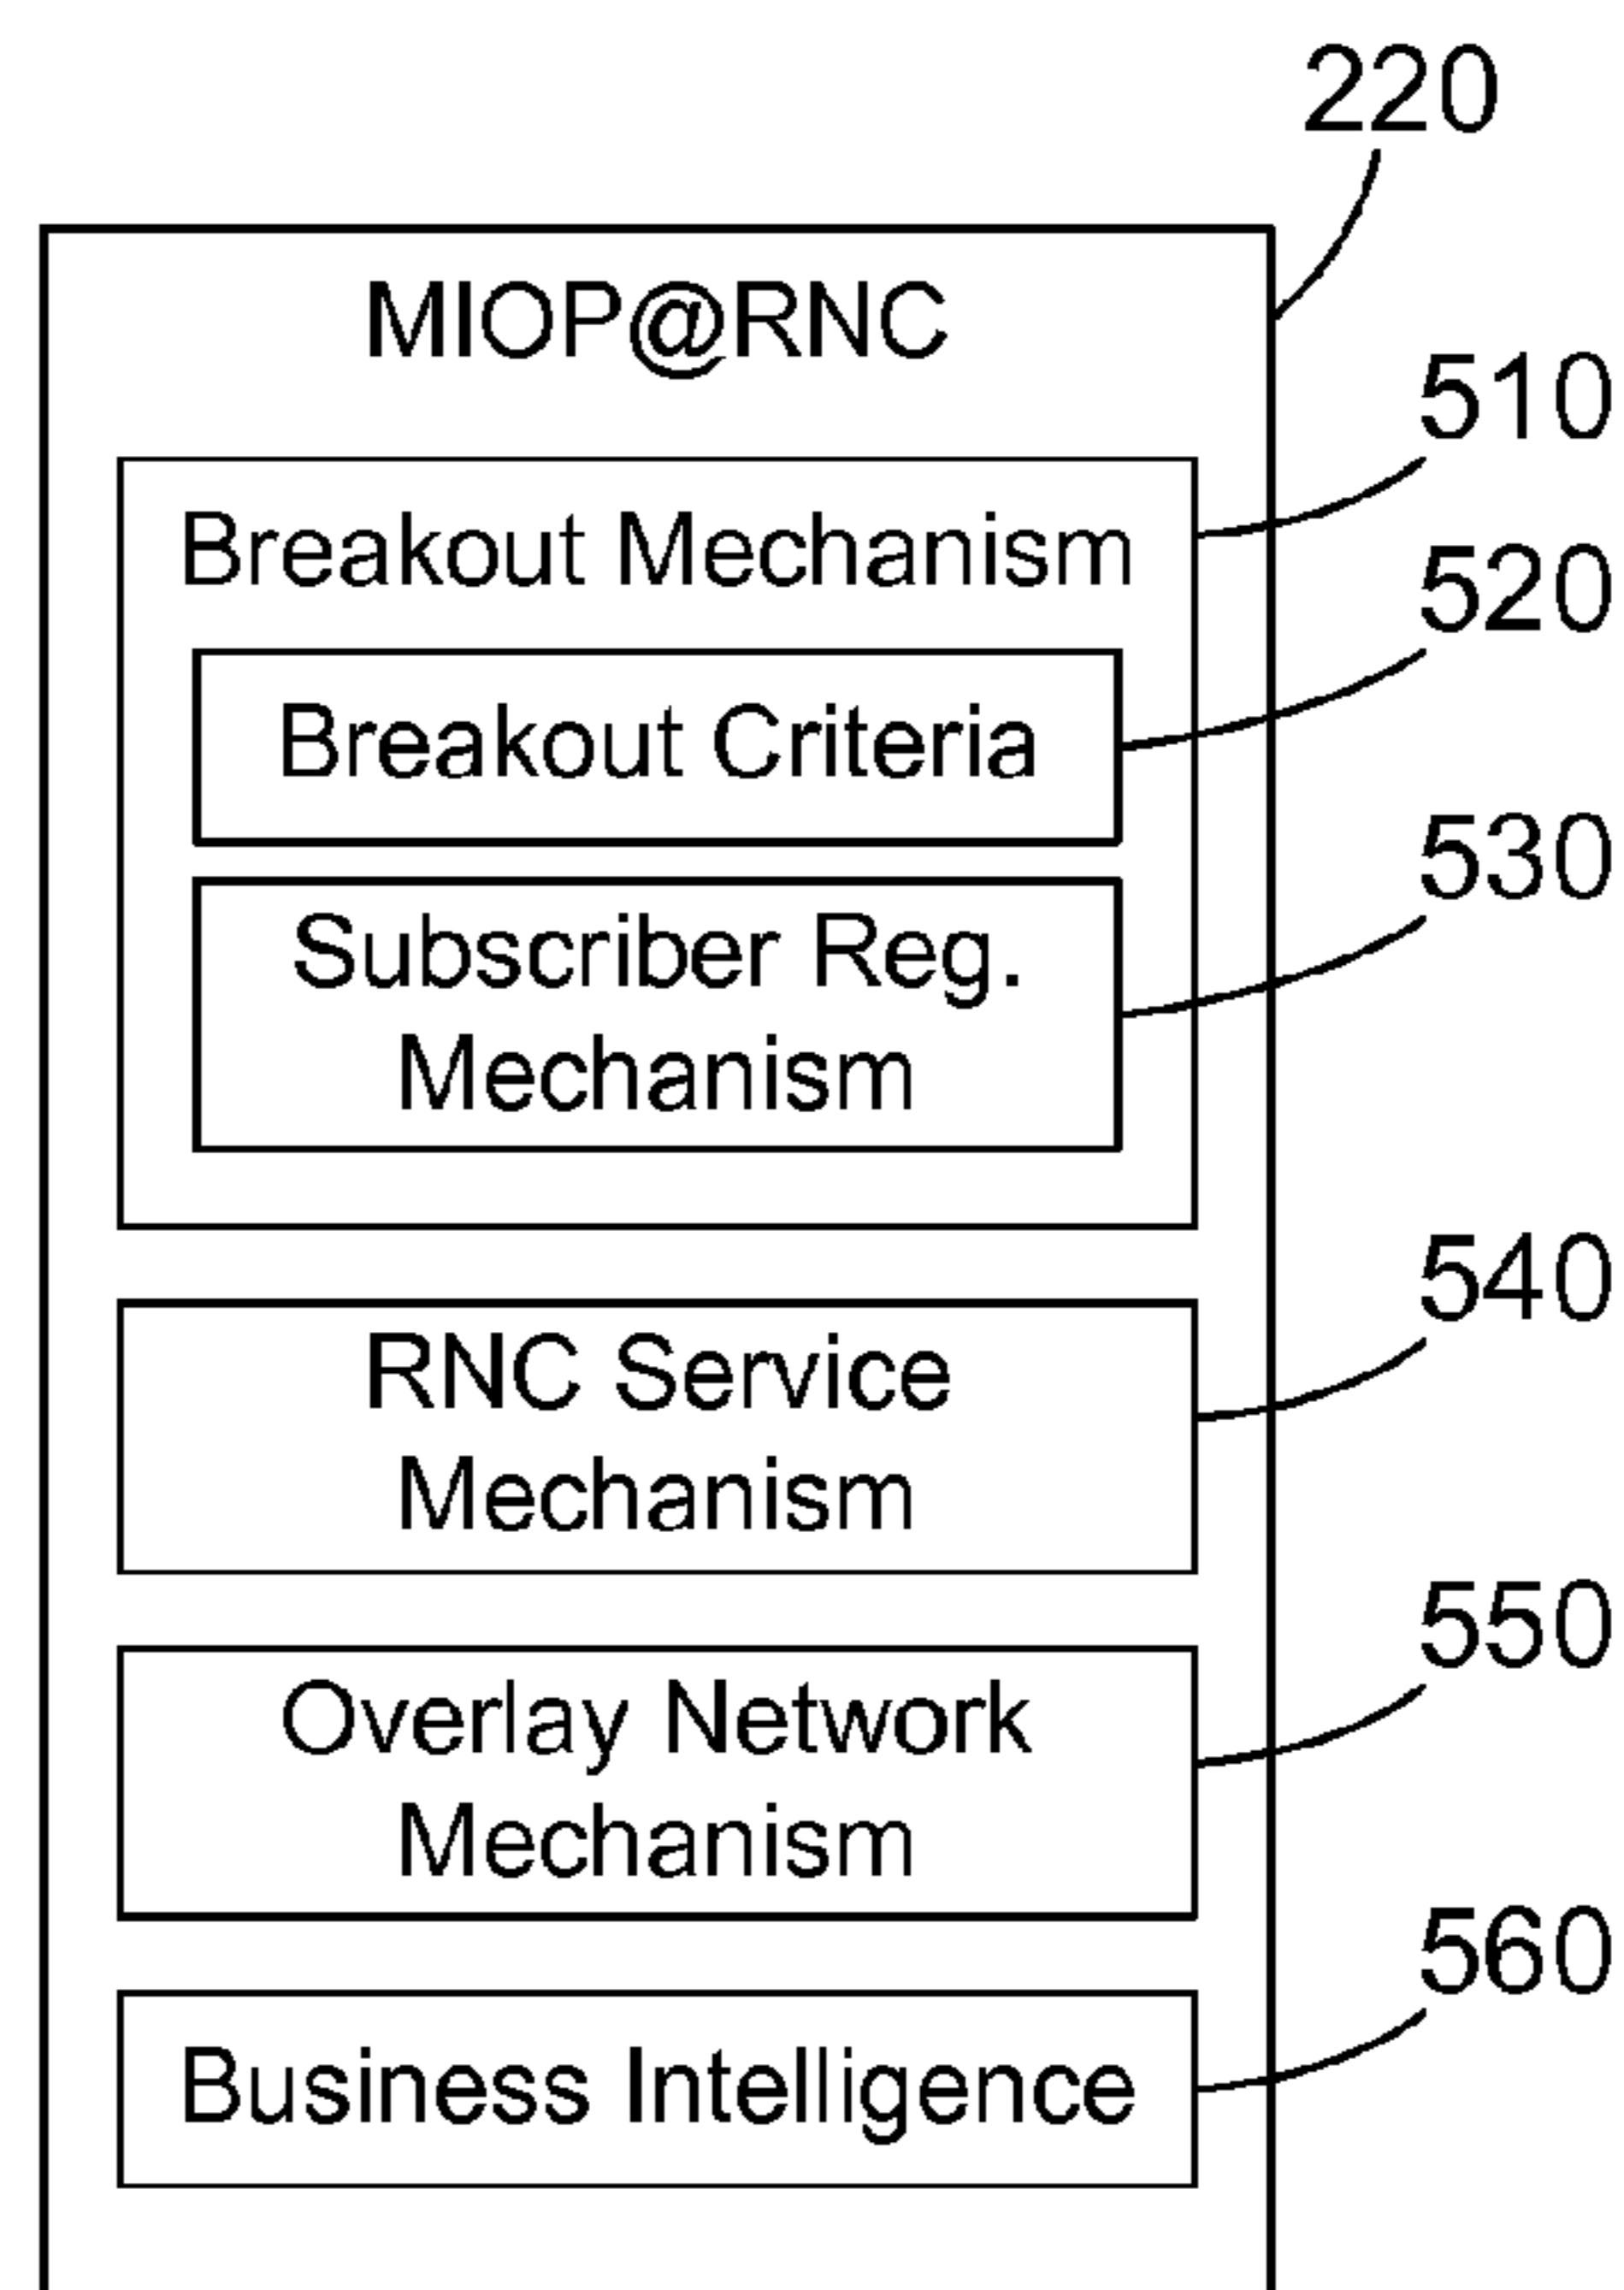 220
MIOP@RNC
510
Breakout Mechanism
520
Breakout Criteria
530
Subscriber Reg.
Mechanism
540
RNC Service
Mechanism
550
Overlay Network
Mechanism
560
Business Intelligence